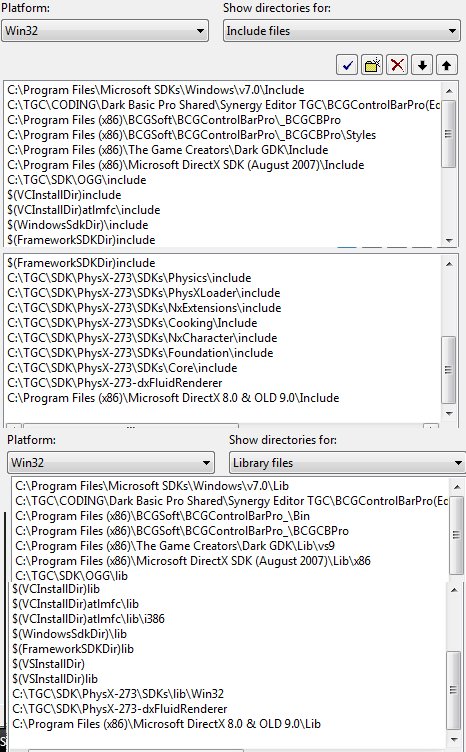 Platform:
Show directories for:
Win32
Include files
C:\Program Files\Microsoft SDKs\Windows\v7.0\Include
C:\TGC\CODING\Dark Basic Pro Shared\Synergy Editor TGC\BCGControlBarPro(Ed
C:\Program Files (x86)\BCGSoft\BCGControlBarPro\_BCGCBPro
C:\Program Files (x86)\BCGSoft\BCGControlBarPro\_BCGCBPro\Styles
C:\Program Files (x86)\The Game Creators\Dark GDK\Include
C:\Program Files (x86)\Microsoft DirectX SDK (August 2007)\Include
C:\TGC\SDK\OGG\include
$(VCInstallDir)include
$(VCInstallDir)atlmfc\include
$(WindowsSdkDir)\include
$(FrameworkSDKDir)include
$(FrameworkSDKDir)include
C:\TGC\SDK\PhysX-273\SDKs\Physics\include
C:\TGC\SDK\PhysX-273\SDKs\PhysXLoader\include
C:\TGC\SDK\PhysX-273\SDKs\NxExtensions\include
C:\TGC\SDK\PhysX-273\SDKs\Cooking\Include
C:\TGC\SDK\PhysX-273\SDKs\NxCharacter\include
C:\TGC\SDK\PhysX-273\SDKs\Foundation\include
C:\TGC\SDK\PhysX-273\SDKs\Core\include
C:\TGC\SDK\PhysX-273-dxFluidRenderer
C:\Program Files (x86)\Microsoft DirectX 8.0 & OLD 9.0\Include
Platform:
Show directories for:
Win32
Library files
C:\Program Files\Microsoft SDKs\Windows\v7.0\Lib
C:\TGC\CODING\Dark Basic Pro Shared\Synergy Editor TGC\BCGControlBarPro(Ed
C:\Program Files (x86)\BCGSoft\BCGControlBarPro_\Bin
C:\Program Files (x86)\BCGSoft\BCGControlBarPro_\BCGCBPro
C:\Program Files (x86)\The Game Creators\Dark GDK\Lib\vs9
C:\Program Files (x86)\Microsoft DirectX SDK (August 2007)\Lib\x86
C:\TGC\SDK\OGG\lib
$(VCInstallDir)lib
$(VCInstallDir)atlmfc\lib
$(VCInstallDir)atlmfc\lib\i386
$(WindowsSdkDir)\lib
$(FrameworkSDKDir)lib
$(VSInstallDir)
$(VSInstallDir)lib
C:\TGC\SDK\PhysX-273\SDKs\lib\Win32
C:\TGC\SDK\PhysX-273-dxFluidRenderer
C:\Program Files (x86)\Microsoft DirectX 8.0 & OLD 9.0\Lib